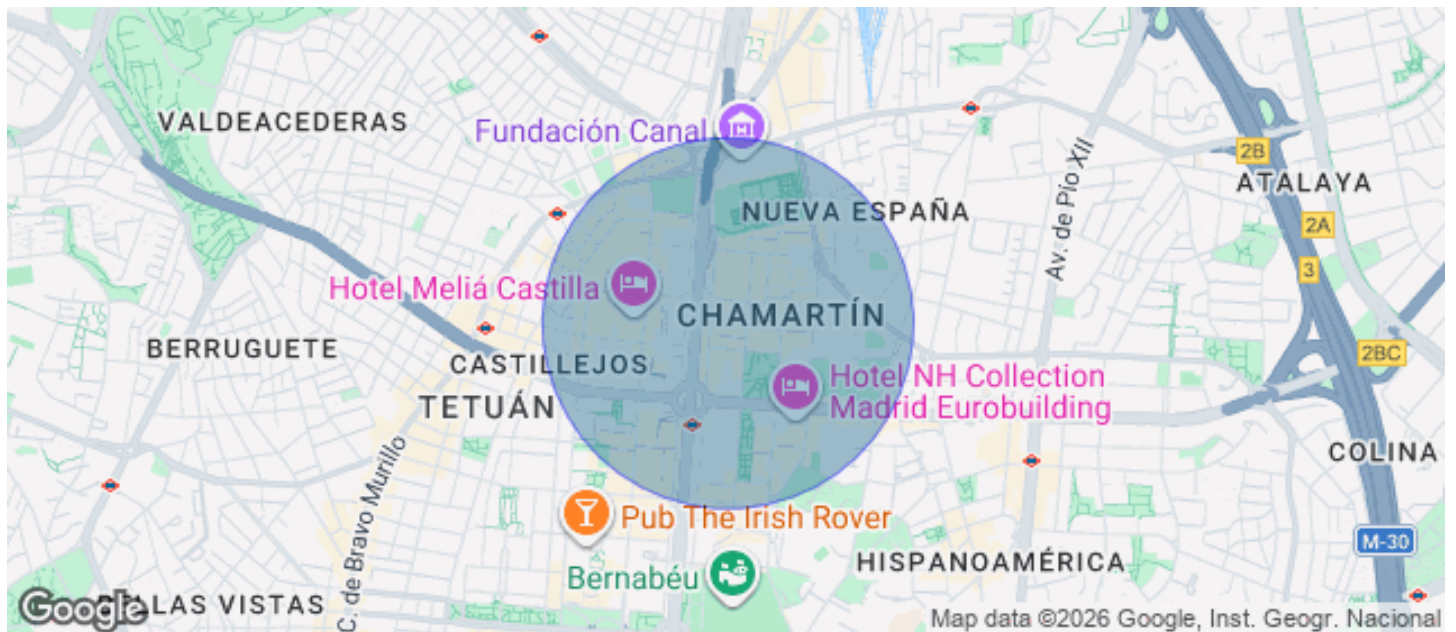 VALDEACEDERAS
Fundación Canal
2B
ATALAYA
Av. de Pío XII
NUEVA ESPAÑA
2A
3
Hotel Meliá Castilla
CHAMARTÍN
BERRUGUETE
CASTILLEJOS
2BC
Hotel NH Collection
Madrid Eurobuilding
TETUÁN
COLINA
C. de Bravo Murillo
Pub The Irish Rover
M-30
HISPANOAMÉRICA
Bernabéu
Google
BELLAS VISTAS
Map data ©2026 Google, Inst. Geogr. Nacional